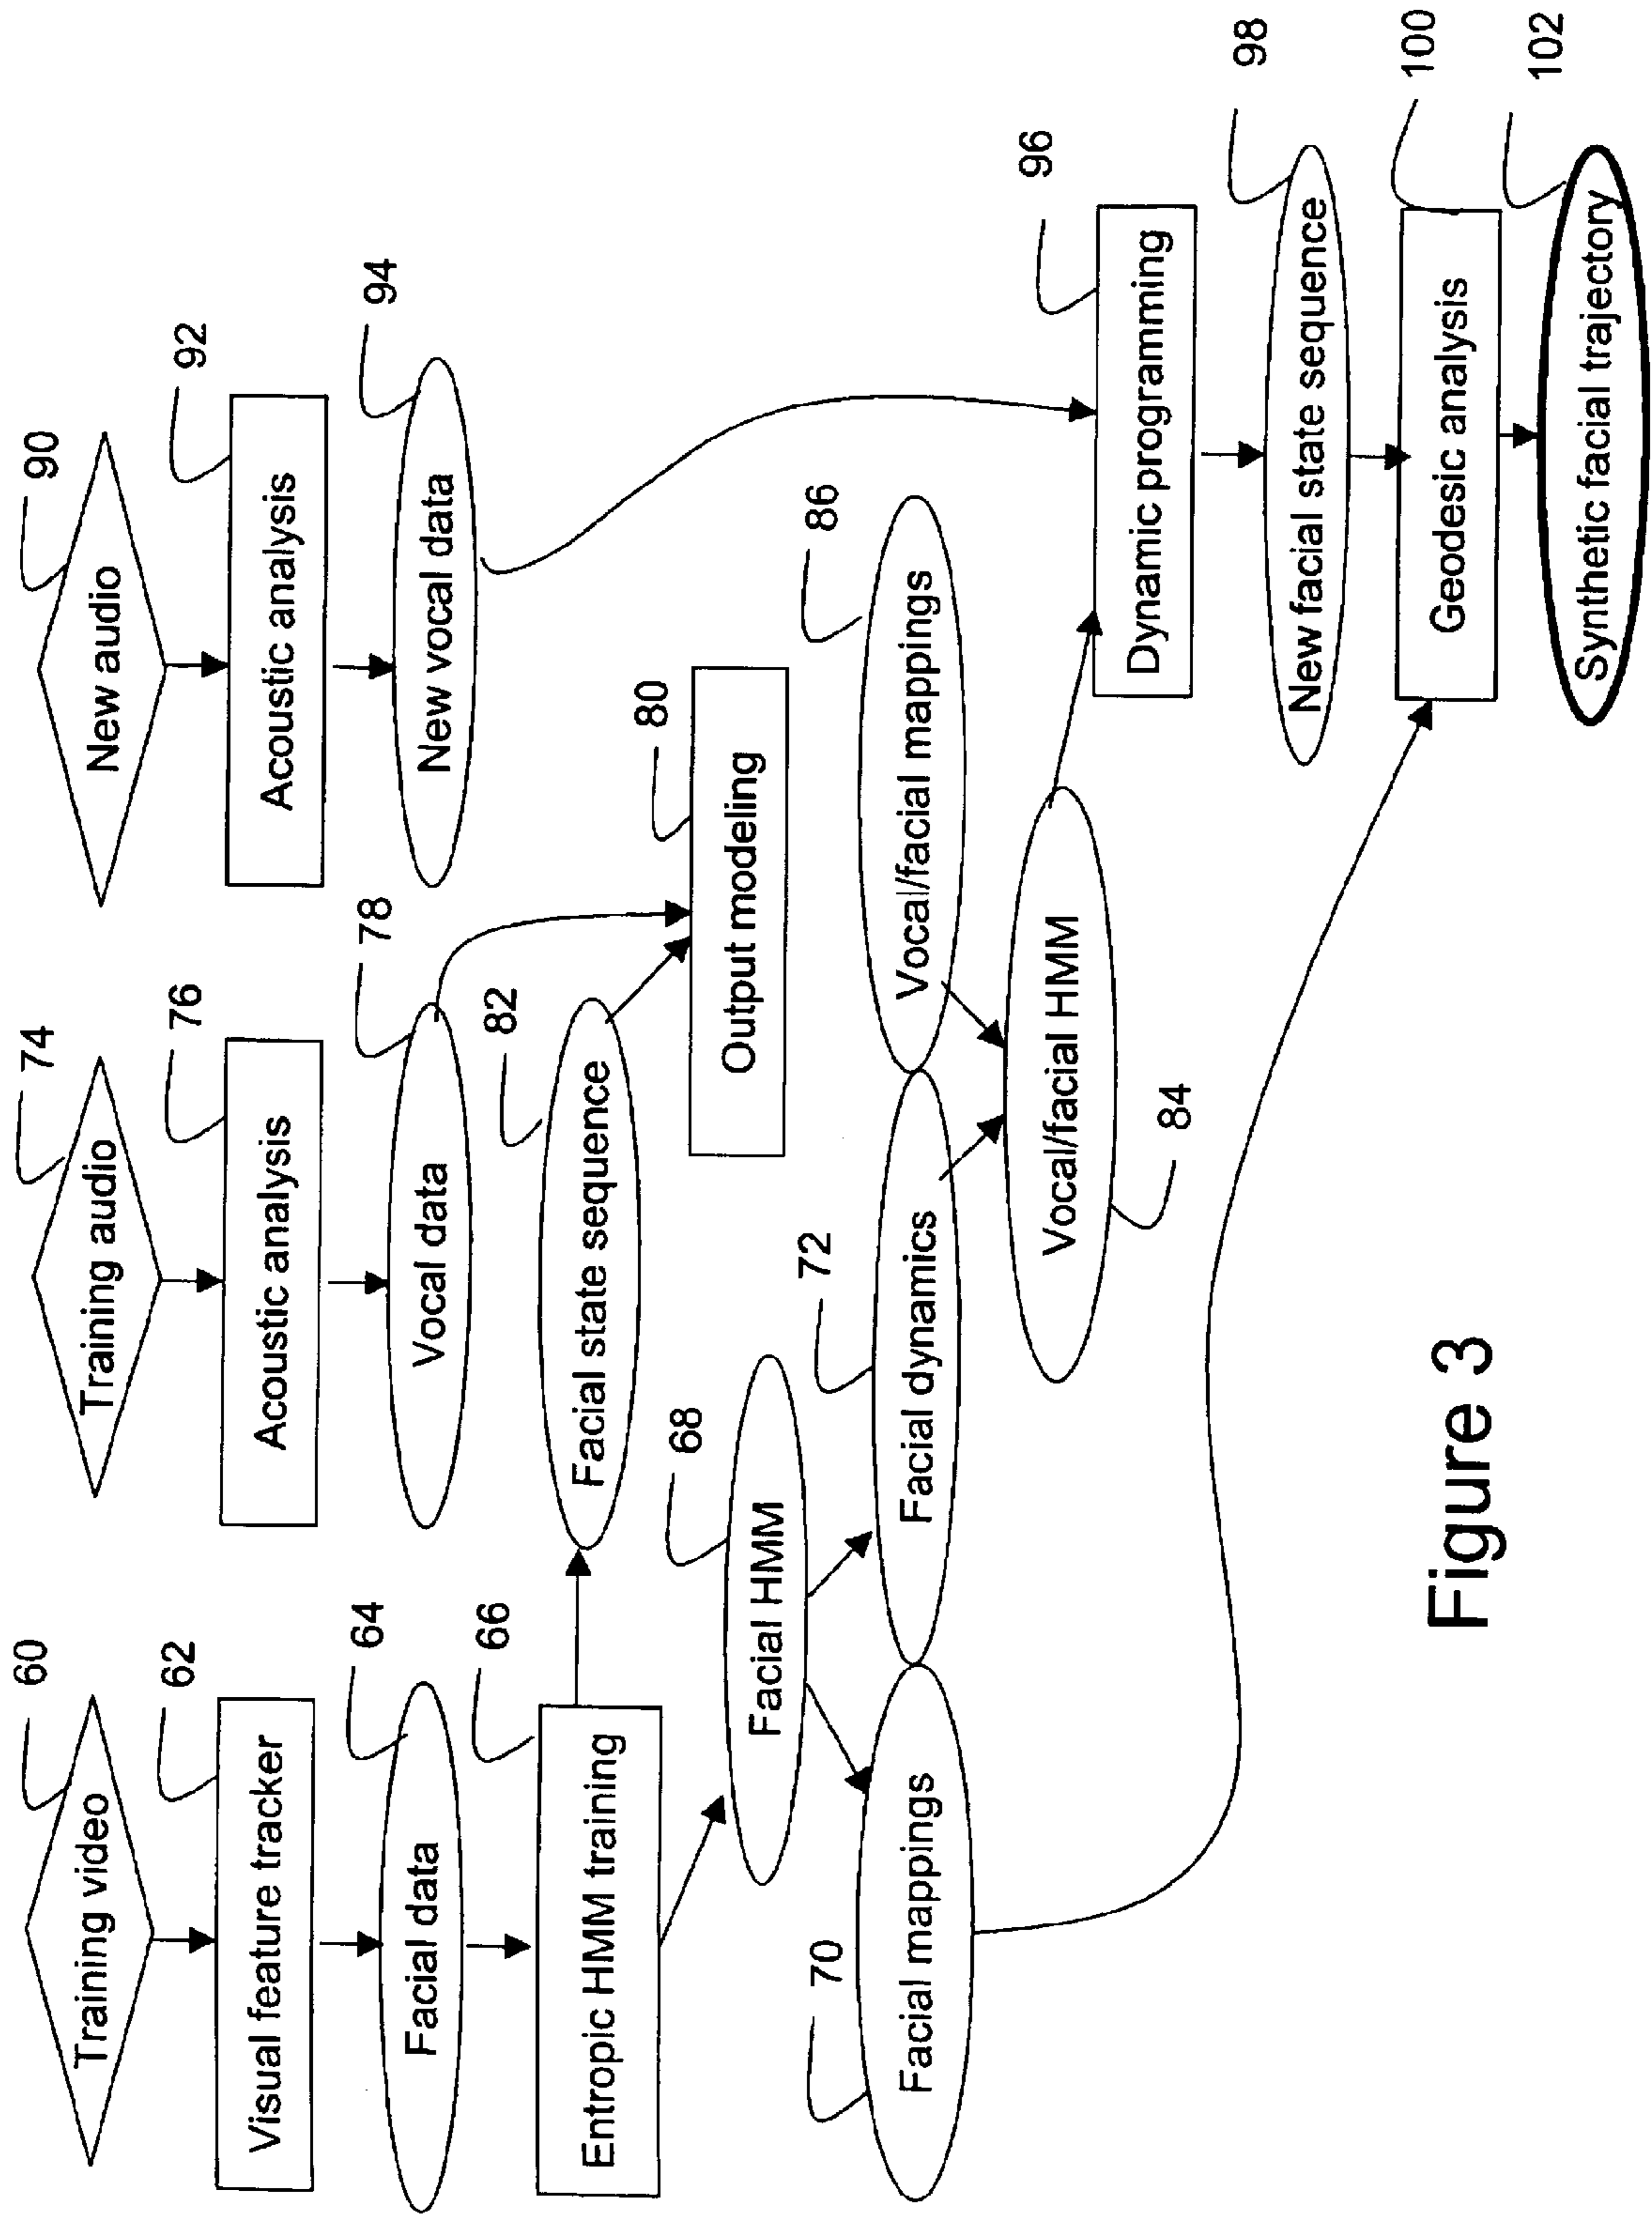 60
Training video
62
Visual feature tracker
64
Facial data
66
Entropic HMM training
68
Facial HMM
70
Facial mappings
72
Facial dynamics
74
Training audio
76
Acoustic analysis
78
Vocal data
82
Facial state sequence
80
Output modeling
86
Vocal/facial mappings
Vocal/facial HMM
84
90
New audio
92
Acoustic analysis
94
New vocal data
96
Dynamic programming
98
New facial state sequence
100
Geodesic analysis
102
Synthetic facial trajectory
Figure 3